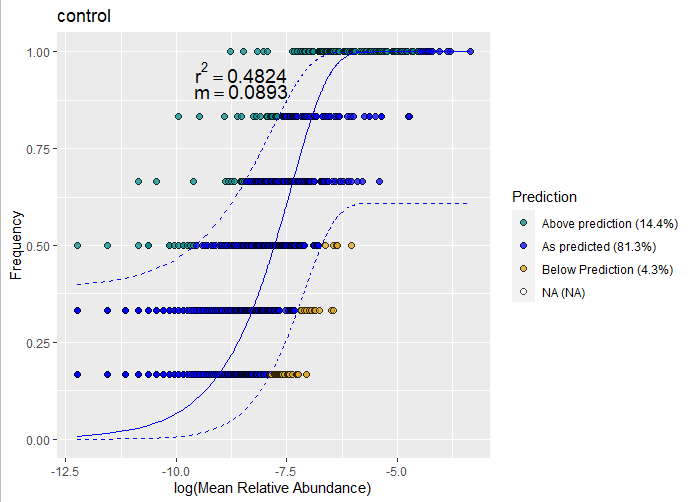 control
r² = 0.4824
m = 0.0893
1.00
0.75
0.50
0.25
0.00
Frequency
-12.5 -10.0 -7.5 -5.0
log(Mean Relative Abundance)
Prediction
Above prediction (14.4%)
As predicted (81.3%)
Below Prediction (4.3%)
NA (NA)